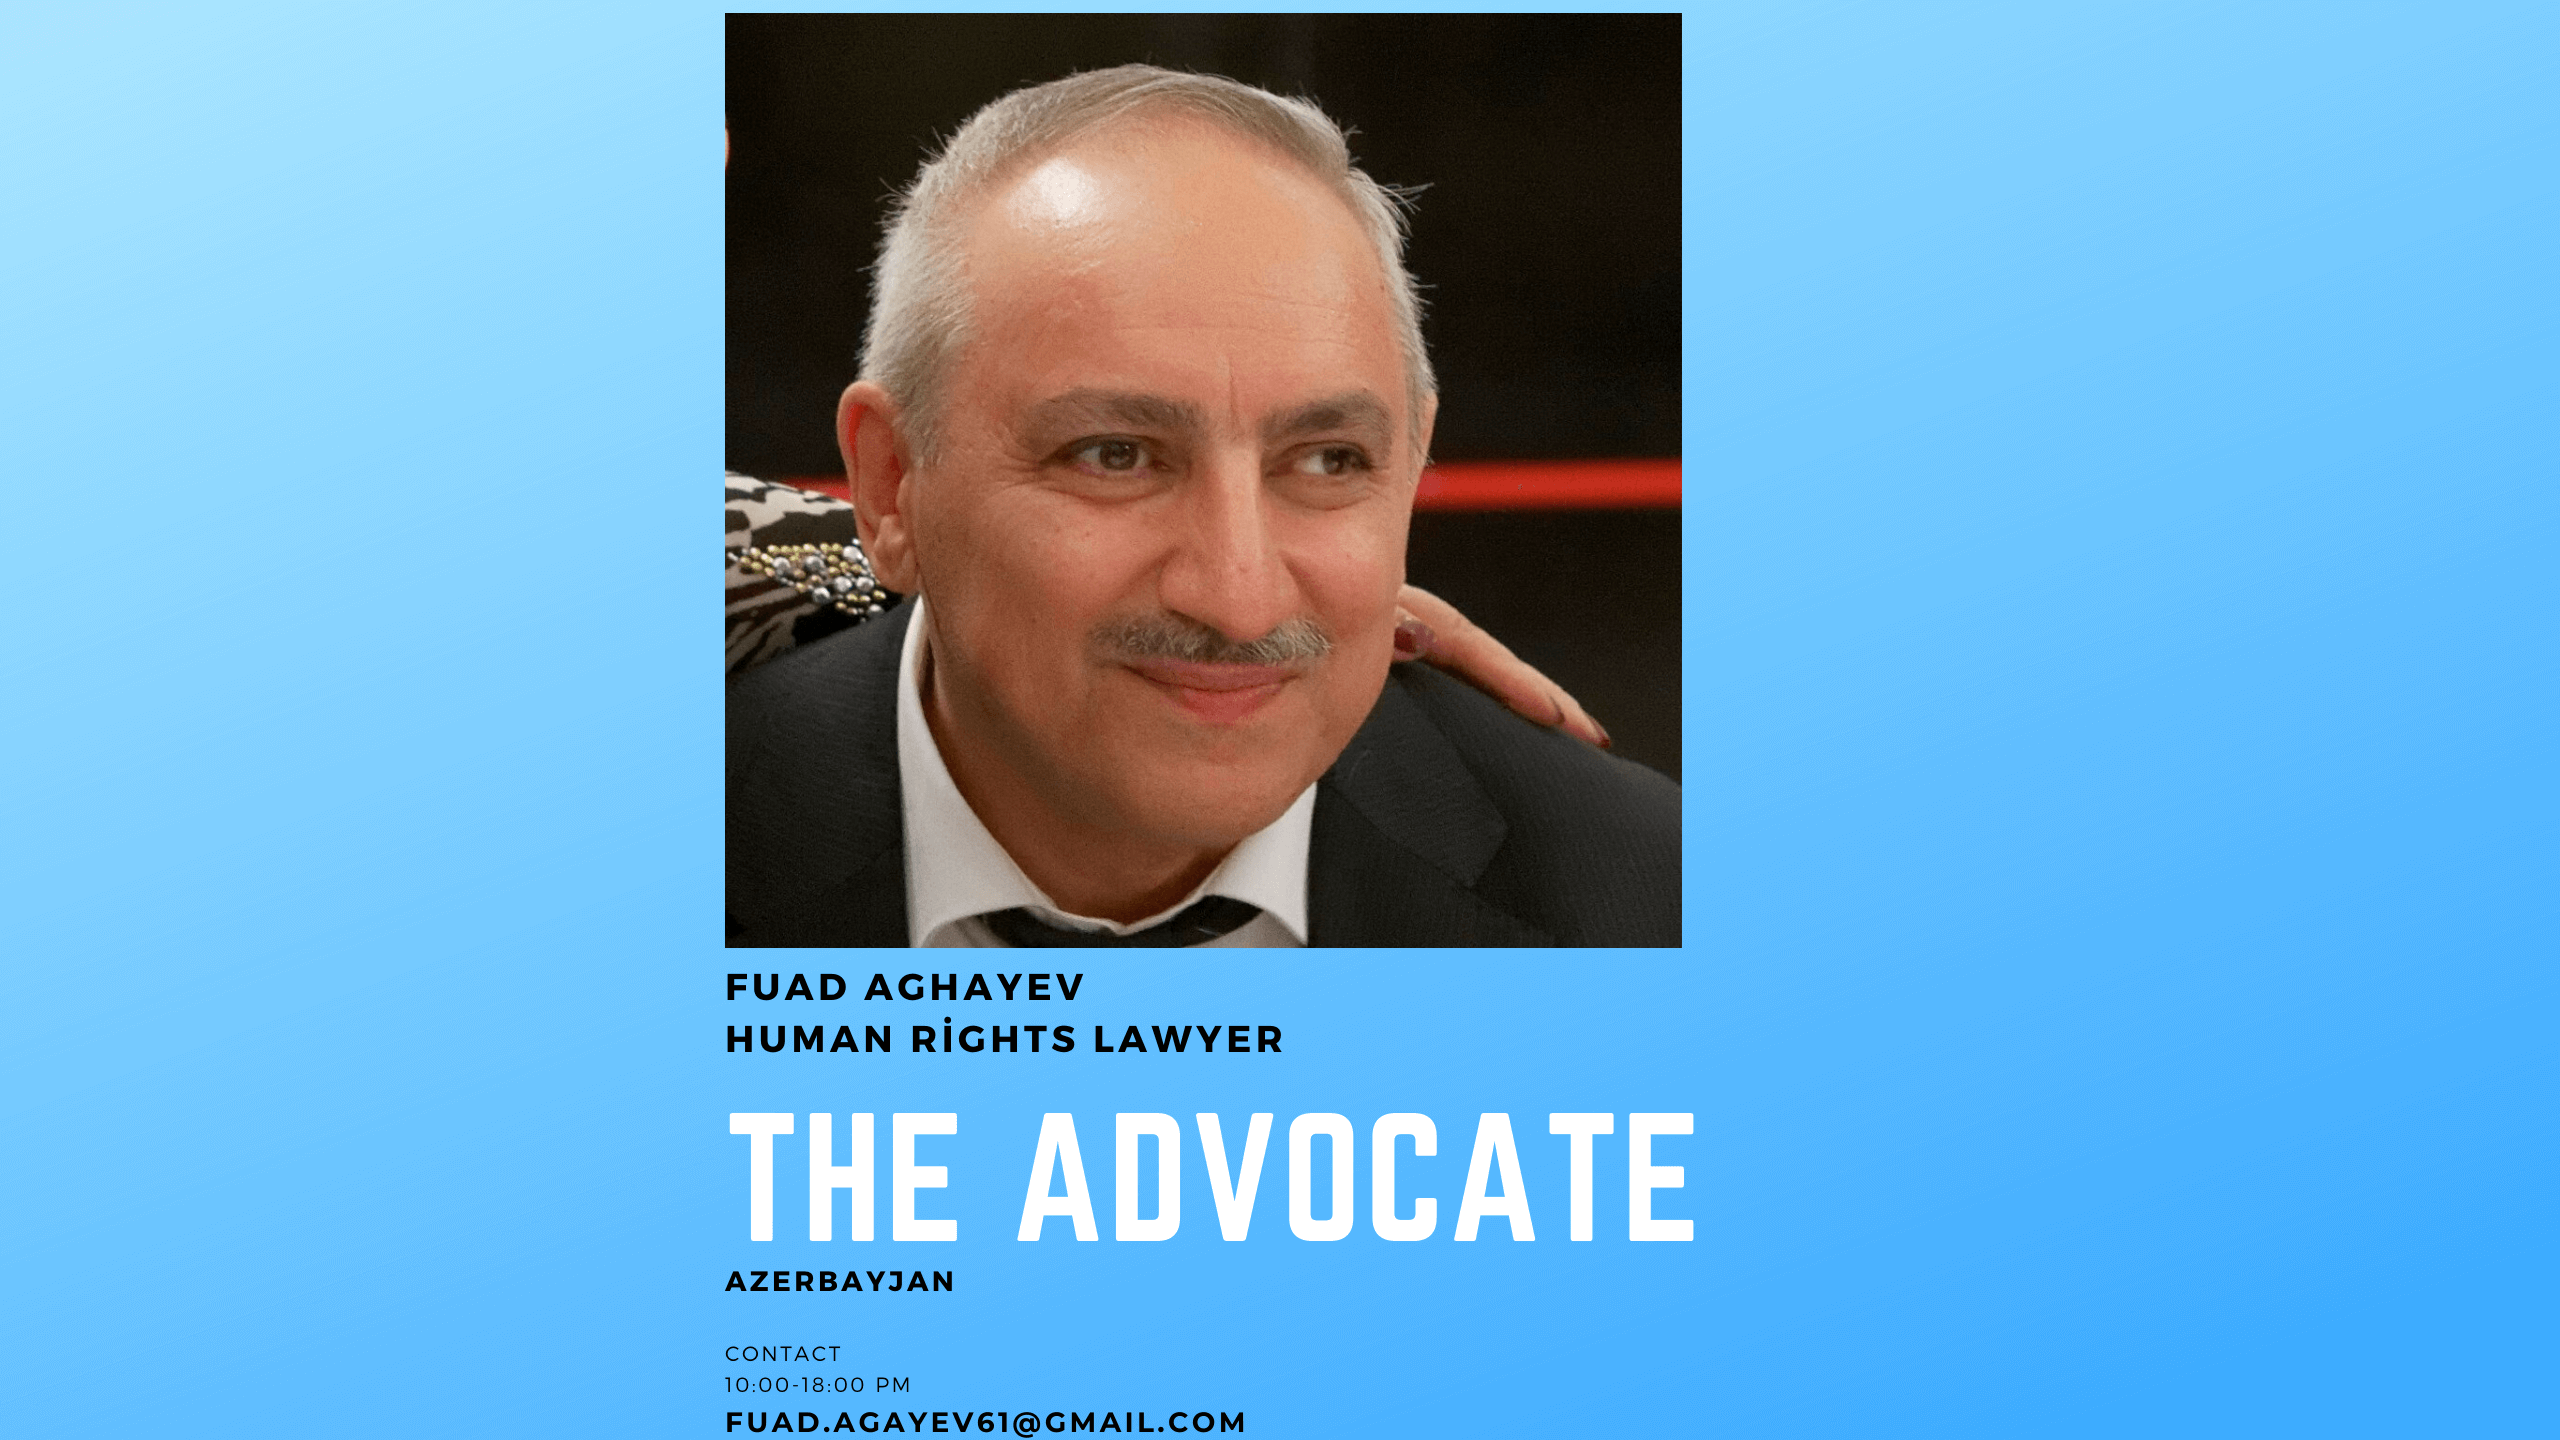 FUAD AGHAYEV
HUMAN RİGHTS LAWYER
THE ADVOCATE
AZERBAYJAN
CONTACT
10:00-18:00 PM
FUAD.AGAYEV61@GMAIL.COM